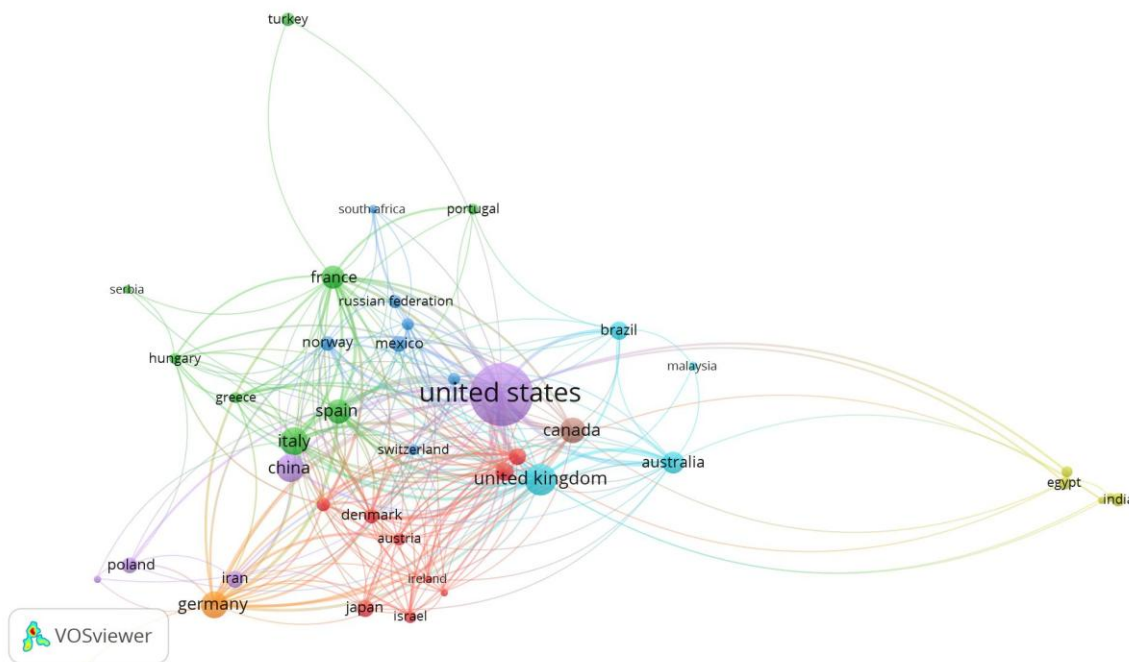 turkey
south africa
portugal
france
serbia
russian federation
norway
mexico
brazil
hungary
malaysia
united states
greece
spain
canada
italy
switzerland
china
united kingdom
australia
egypt
india
denmark
austria
poland
iran
ireland
germany
japan
israel
VOSviewer